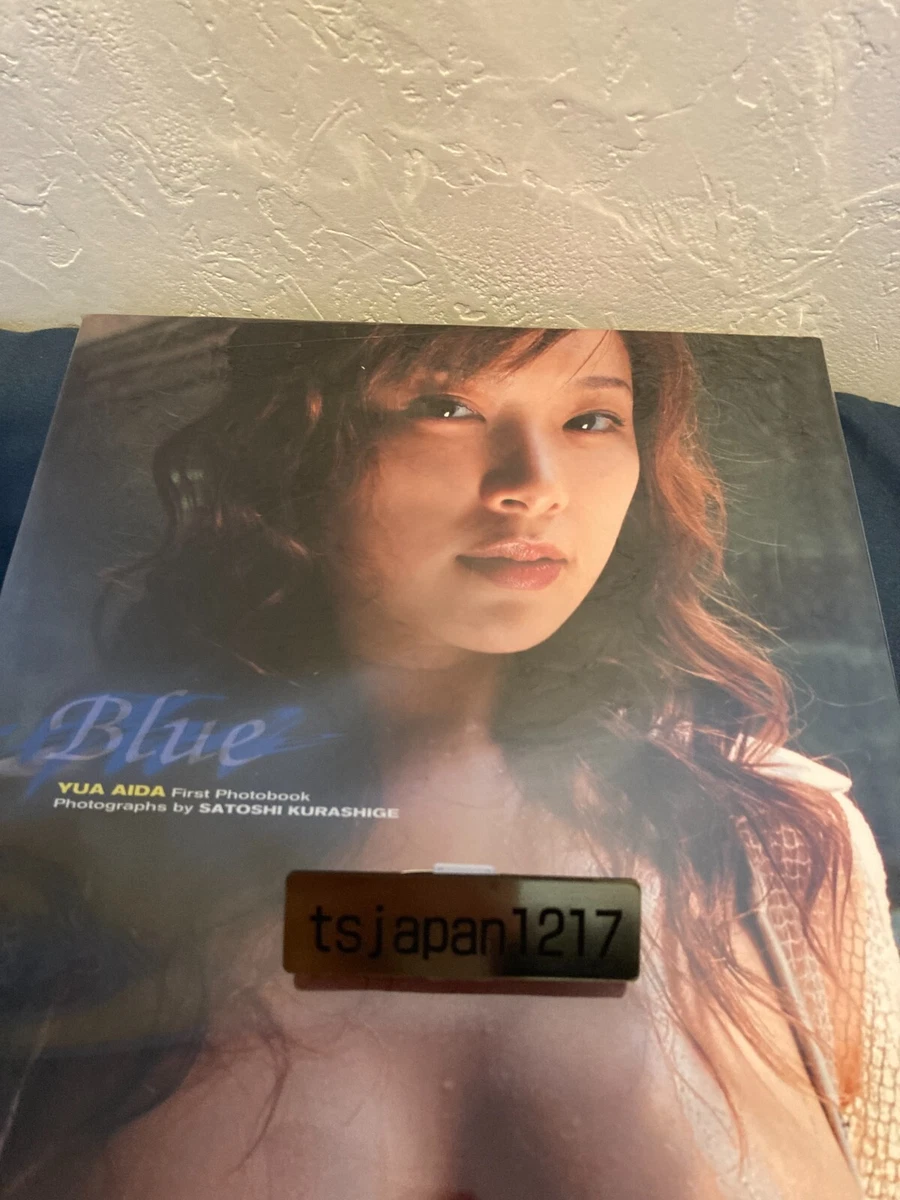 Blue
YUA AIDA First Photobook
Photographs by SATOSHI KURASHIGE
tsjapan1217